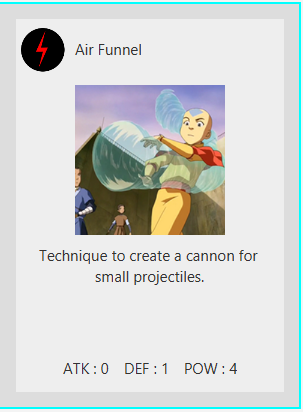 Air Funnel
Technique to create a cannon for
small projectiles.
ATK : 0 DEF : 1 POW : 4